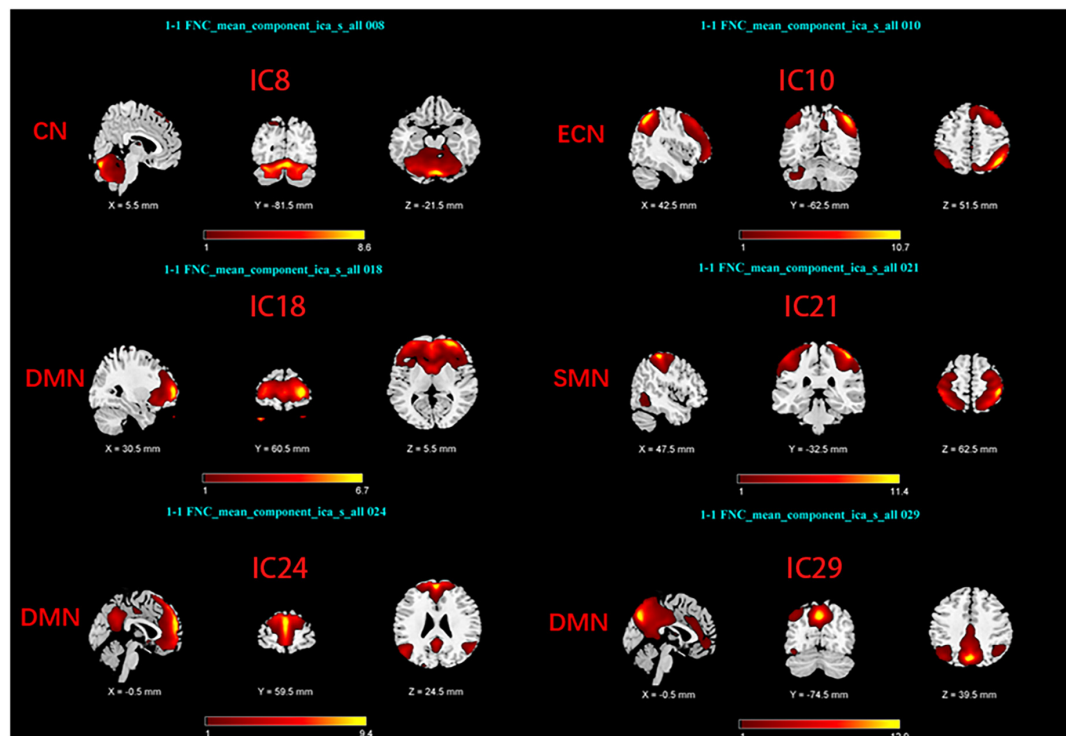 1-1 FNC_mean_component_ica_s_all 008
IC8
CN
X = 5.5 mm
Y = -81.5 mm
Z = -21.5 mm
1
8.6
1-1 FNC_mean_component_ica_s_all 010
IC10
ECN
X = 42.5 mm
Y = -62.5 mm
Z = 51.5 mm
1
10.7
1-1 FNC_mean_component_ica_s_all 018
IC18
DMN
X = 30.5 mm
Y = 60.5 mm
Z = 5.5 mm
1
6.7
1-1 FNC_mean_component_ica_s_all 021
IC21
SMN
X = 47.5 mm
Y = -32.5 mm
Z = 62.5 mm
1
11.4
1-1 FNC_mean_component_ica_s_all 024
IC24
DMN
X = -0.5 mm
Y = 59.5 mm
Z = 24.5 mm
1
9.4
1-1 FNC_mean_component_ica_s_all 029
IC29
DMN
X = -0.5 mm
Y = -74.5 mm
Z = 39.5 mm
1